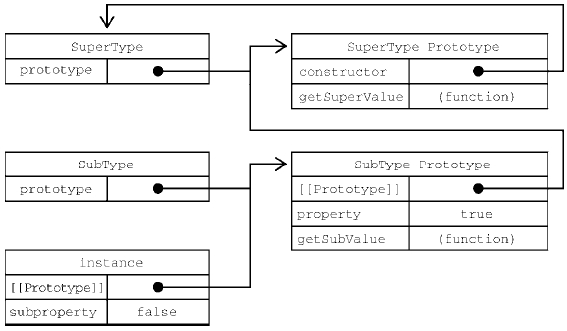 SuperType
prototype
SuperType Prototype
constructor
getSuperValue (function)
SubType
prototype
SubType Prototype
[[Prototype]]
property true
getSubValue (function)
instance
[[Prototype]]
subproperty false